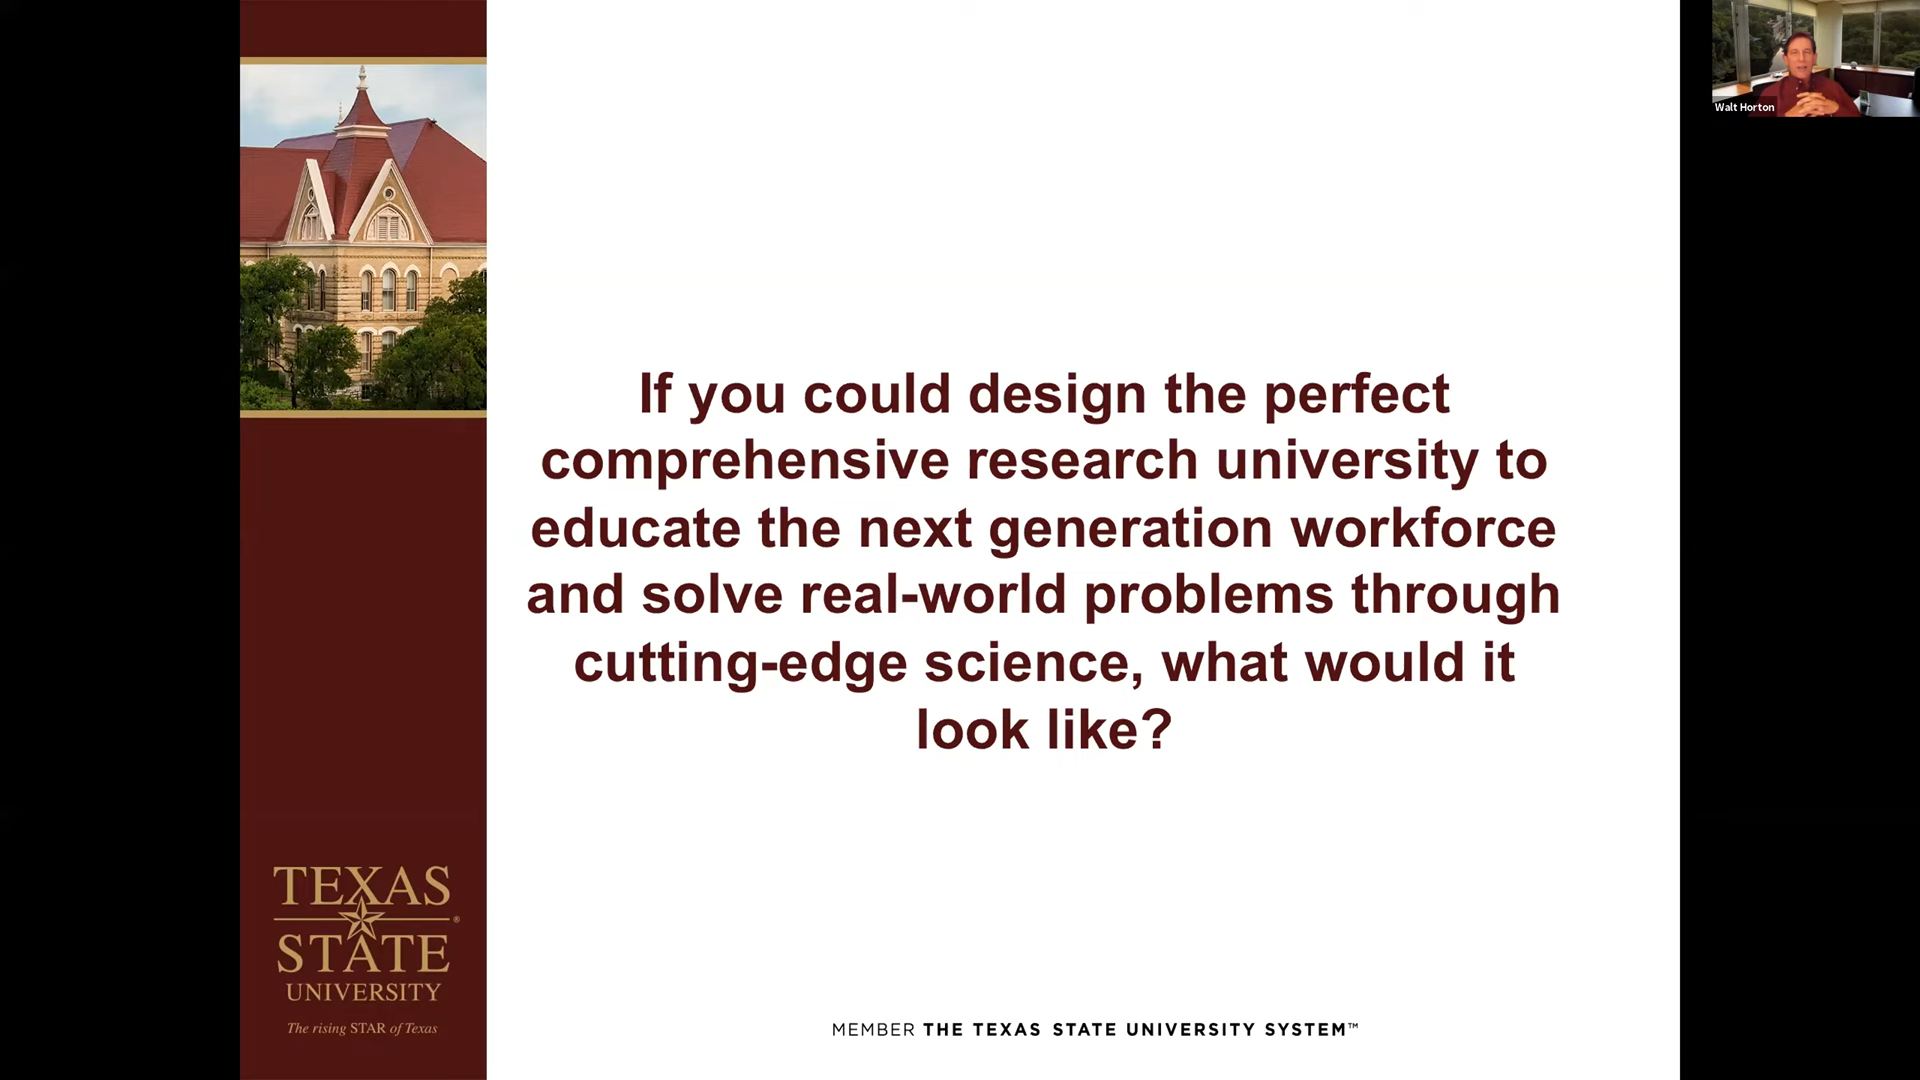 Walt Horton
If you could design the perfect
comprehensive research university to
educate the next generation workforce
and solve real-world problems through
cutting-edge science, what would it
look like?
TEXAS
®
STATE
UNIVERSITY
The rising STAR of Texas
MEMBER THE TEXAS STATE UNIVERSITY SYSTEM™